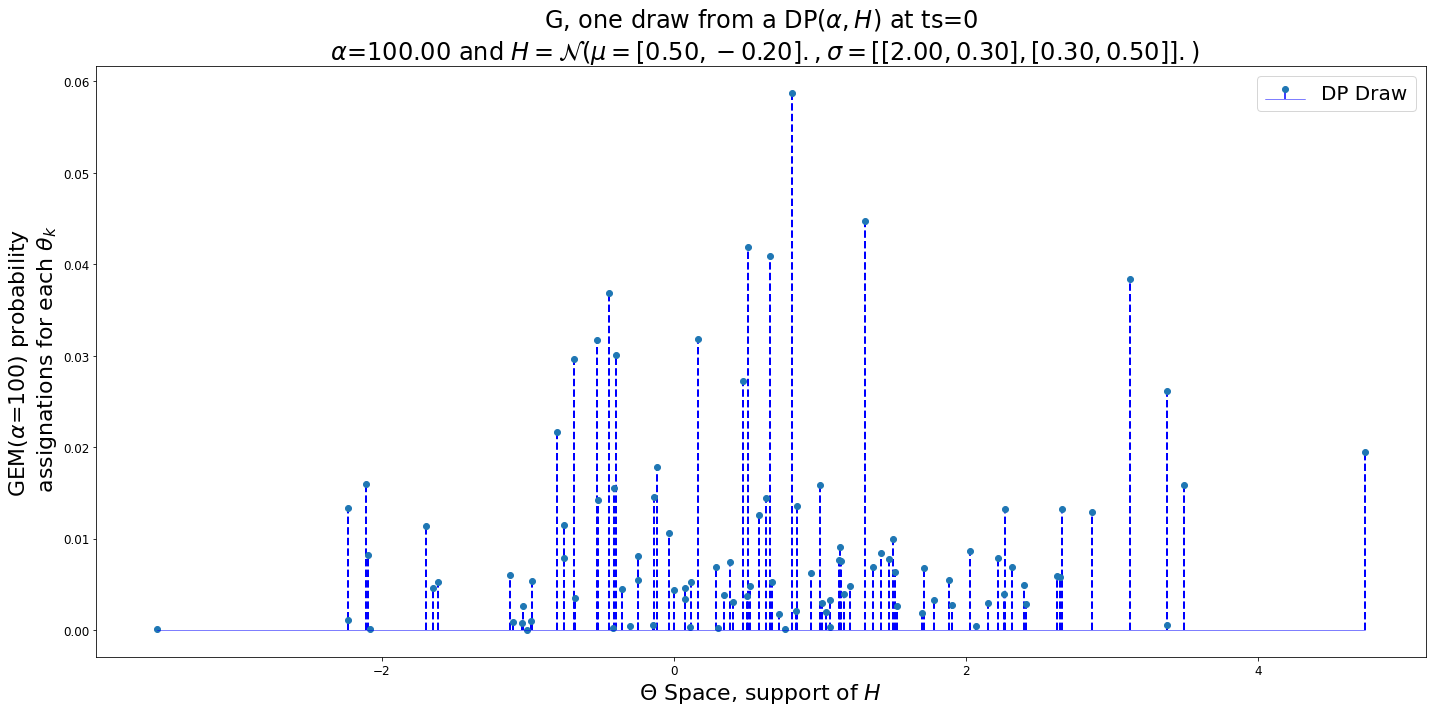 G, one draw from a DP(α, H) at ts=0
α=100.00 and H = 𝒩(μ = [0.50, −0.20]., σ = [[2.00, 0.30], [0.30, 0.50]].)
DP Draw
GEM(α=100) probability
assignations for each θₖ
0.06
0.05
0.04
0.03
0.02
0.01
0.00
−2
0
2
4
Θ Space, support of H